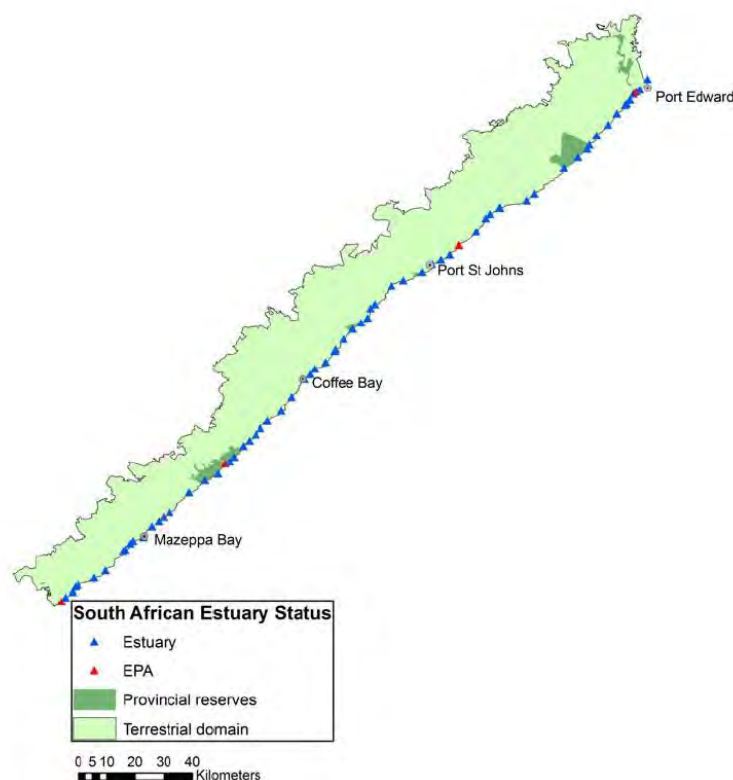 Port Edward
Port St Johns
Coffee Bay
Mazeppa Bay
South African Estuary Status
Estuary
EPA
Provincial reserves
Terrestrial domain
0 5 10 20 30 40
Kilometers